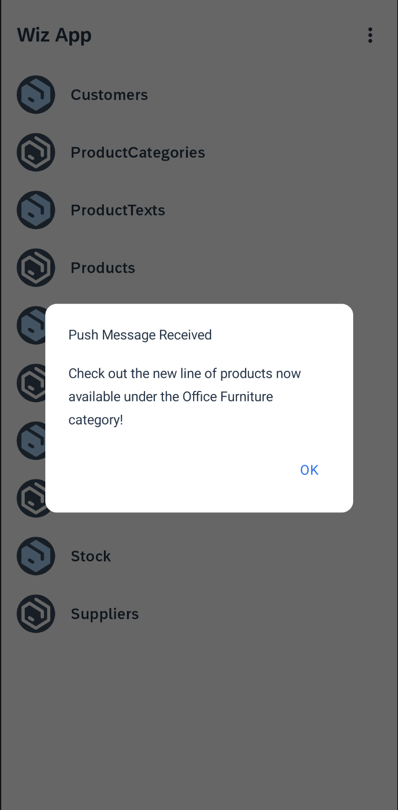 Wiz App
Customers
ProductCategories
ProductTexts
Products
Push Message Received
Check out the new line of products now
available under the Office Furniture
category!
OK
Stock
Suppliers